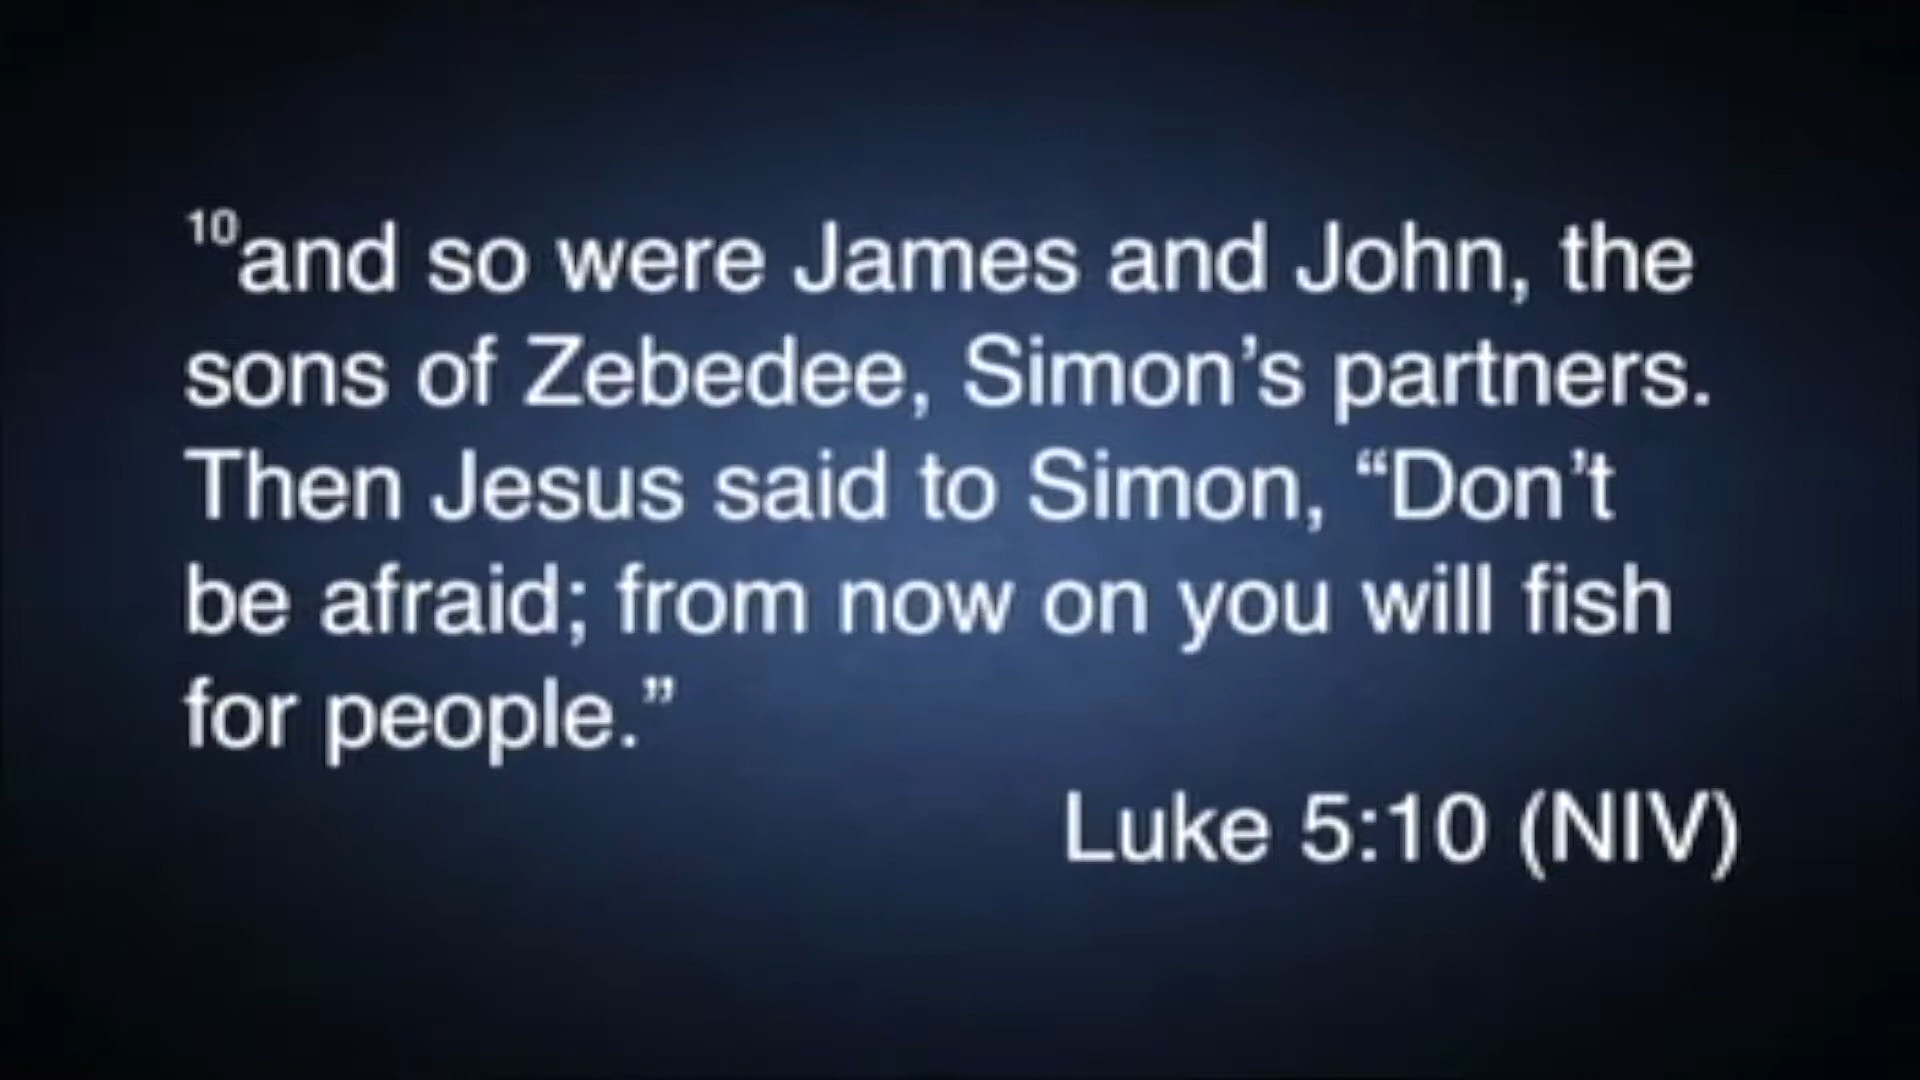 ¹⁰and so were James and John, the
sons of Zebedee, Simon’s partners.
Then Jesus said to Simon, “Don’t
be afraid; from now on you will fish
for people.”
Luke 5:10 (NIV)